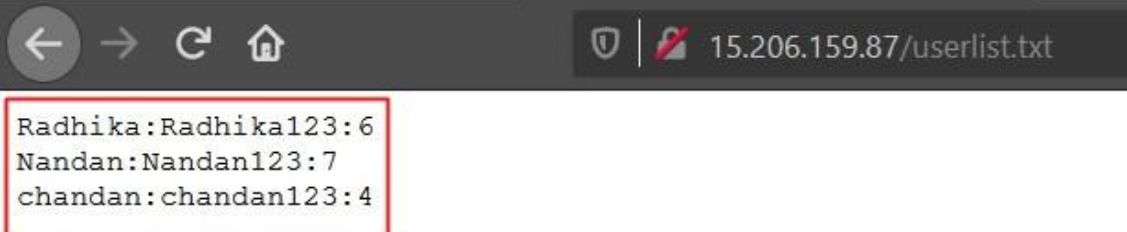 15.206.159.87/userlist.txt
Radhika:Radhika123:6
Nandan:Nandan123:7
chandan:chandan123:4